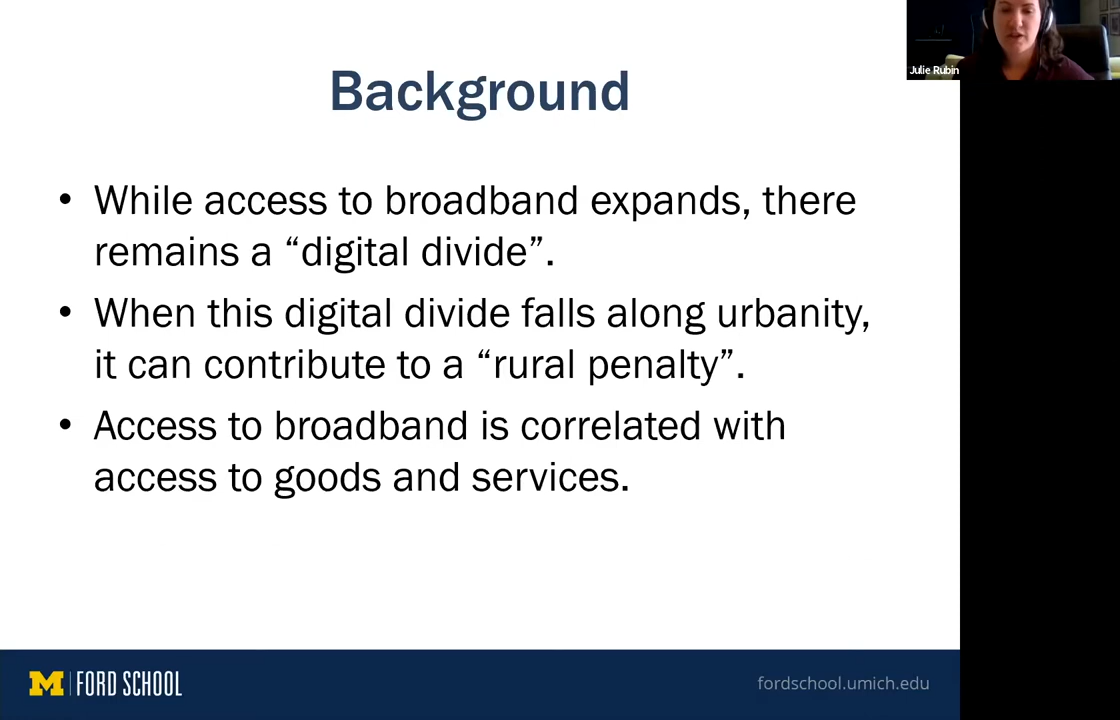 Julie Rubin
Background
• While access to broadband expands, there
remains a “digital divide”.
• When this digital divide falls along urbanity,
it can contribute to a “rural penalty”.
• Access to broadband is correlated with
access to goods and services.
M FORD SCHOOL
fordschool.umich.edu